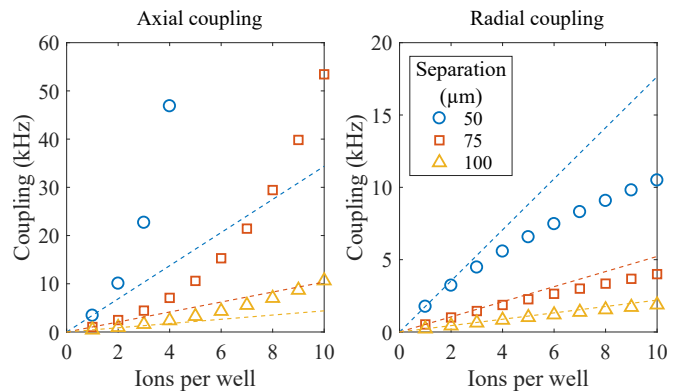 Axial coupling
Radial coupling
60
50
40
30
20
10
0
Coupling (kHz)
0 2 4 6 8 10
Ions per well
20
15
10
5
0
Coupling (kHz)
Separation
(μm)
50
75
100
0 2 4 6 8 10
Ions per well